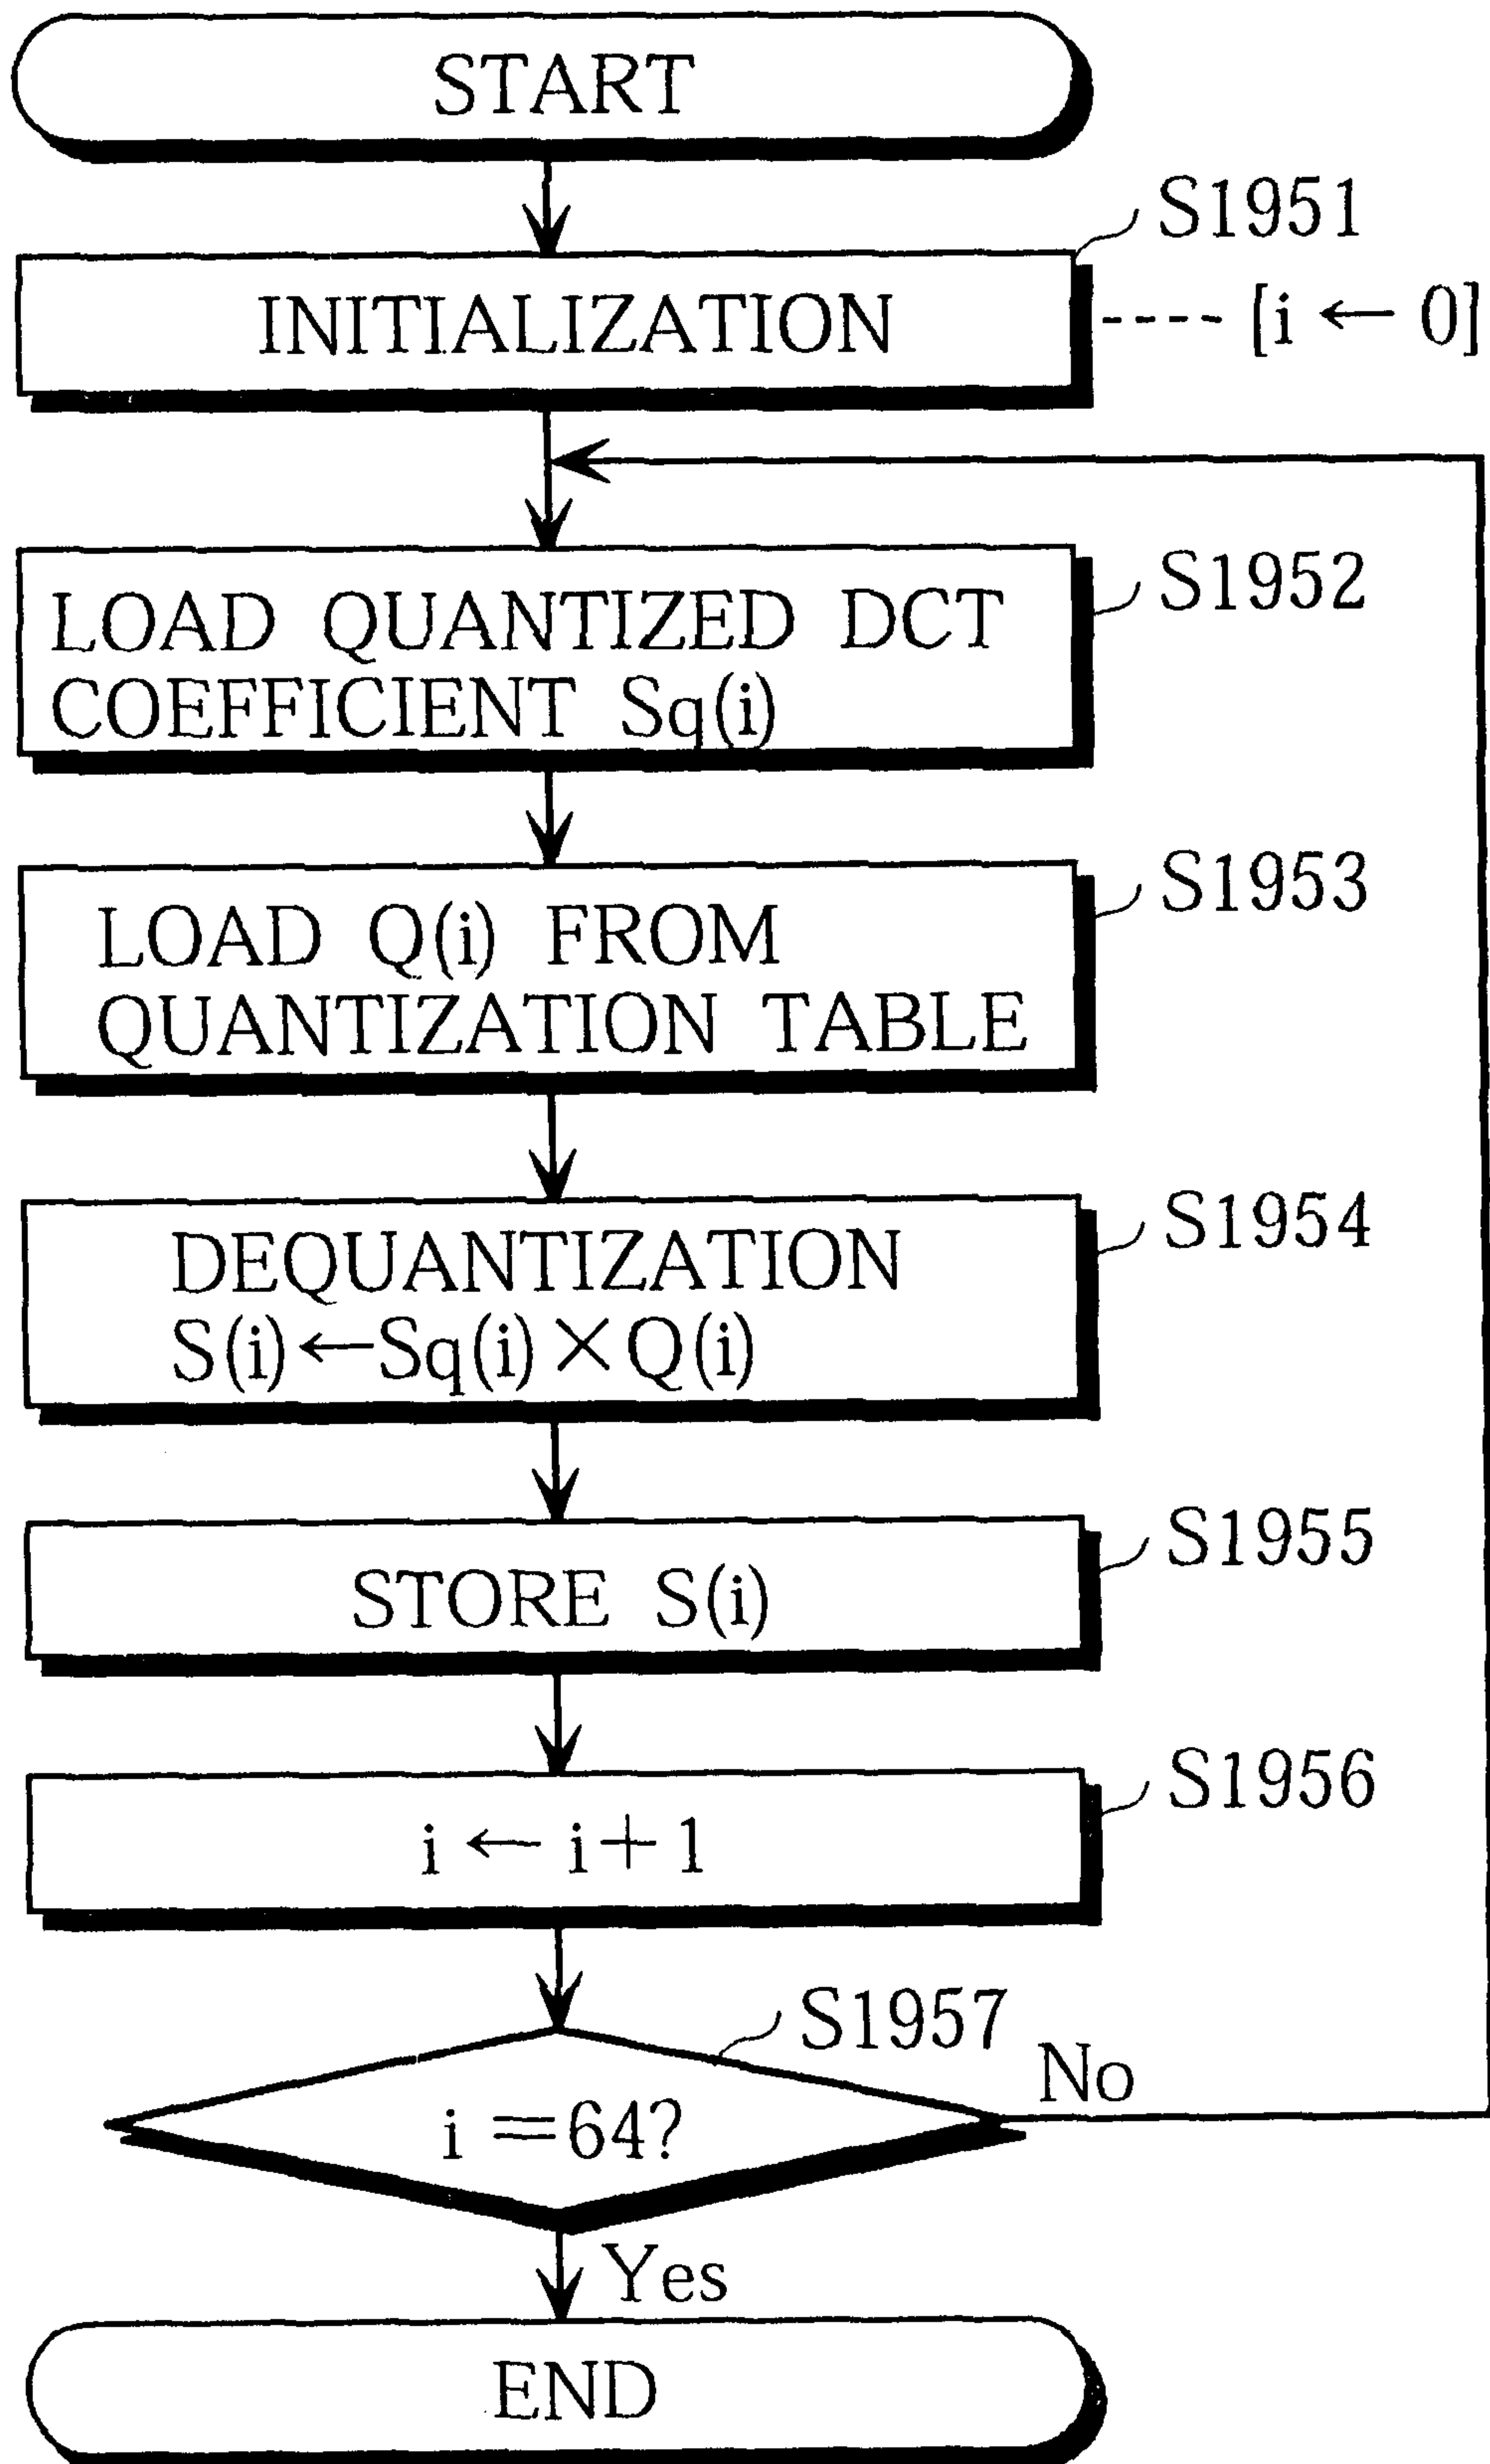 START
S1951
INITIALIZATION
[i ← 0]
S1952
LOAD QUANTIZED DCT
COEFFICIENT Sq(i)
S1953
LOAD Q(i) FROM
QUANTIZATION TABLE
S1954
DEQUANTIZATION
S(i)←Sq(i)×Q(i)
S1955
STORE S(i)
S1956
i ← i+1
S1957
i =64?
No
Yes
END